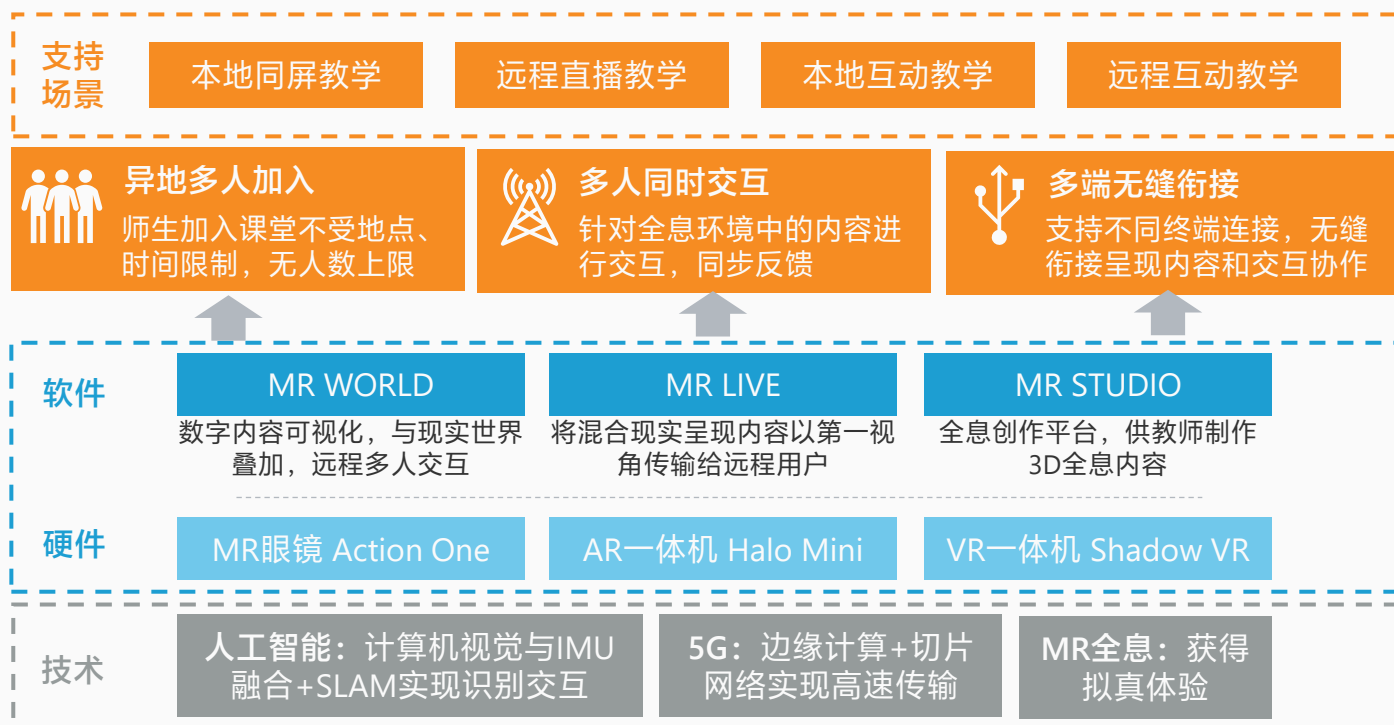 支持
场景
本地同屏教学
远程直播教学
本地互动教学
远程互动教学
异地多人加入
师生加入课堂不受地点、
时间限制，无人数上限
多人同时交互
针对全息环境中的内容进
行交互，同步反馈
多端无缝衔接
支持不同终端连接，无缝
衔接呈现内容和交互协作
软件
MR WORLD
数字内容可视化，与现实世界
叠加，远程多人交互
MR LIVE
将混合现实呈现内容以第一视
角传输给远程用户
MR STUDIO
全息创作平台，供教师制作
3D全息内容
硬件
MR眼镜 Action One
AR一体机 Halo Mini
VR一体机 Shadow VR
技术
人工智能：计算机视觉与IMU
融合+SLAM实现识别交互
5G：边缘计算+切片
网络实现高速传输
MR全息：获得
拟真体验